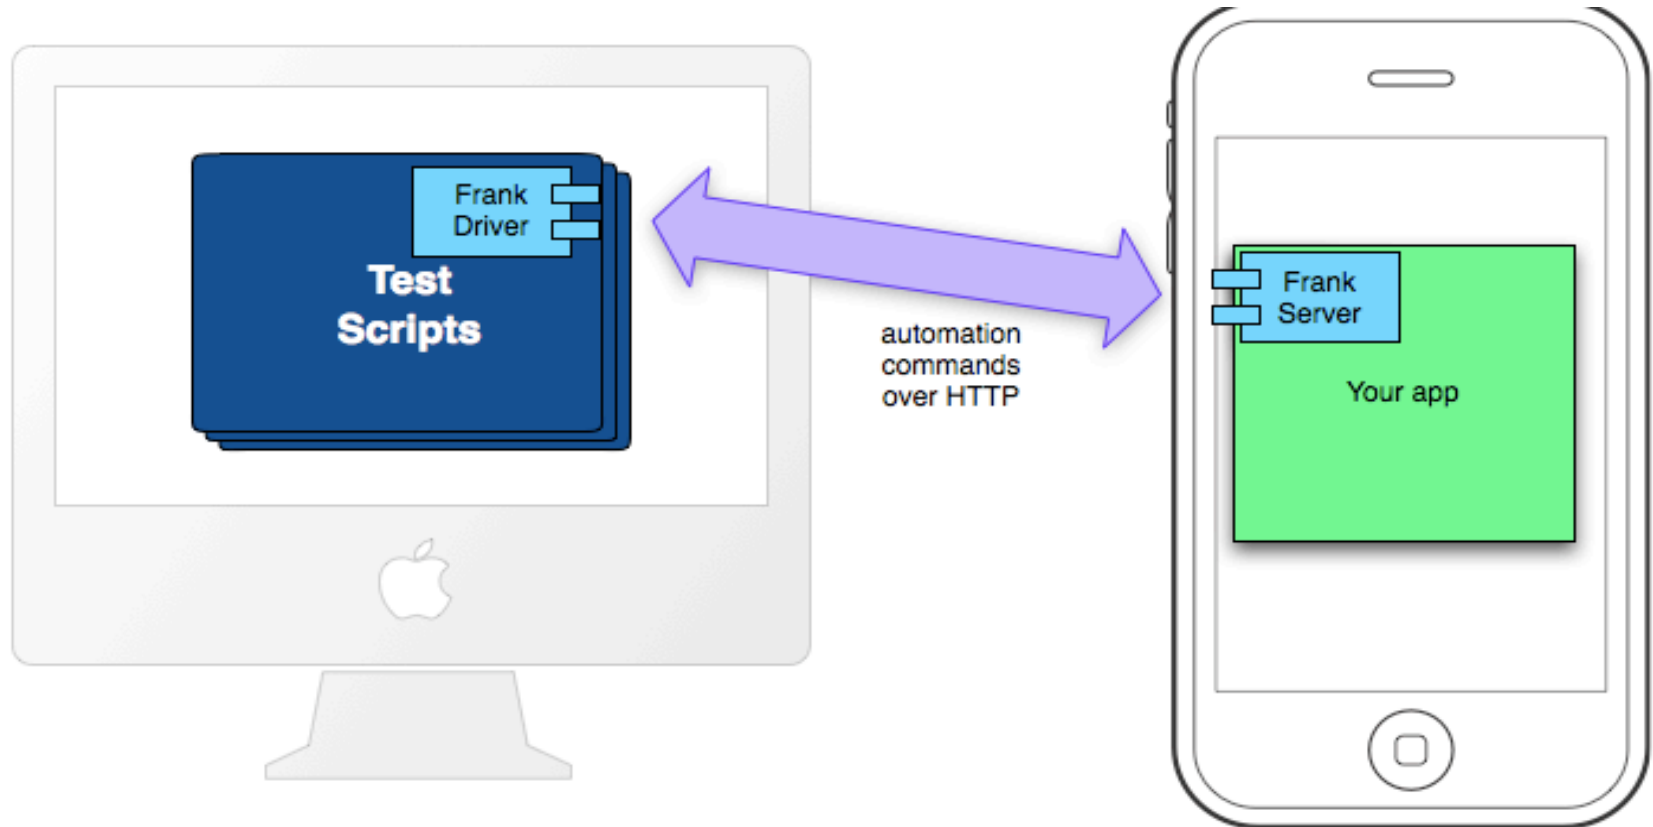 Frank
Driver
Test
Scripts
automation
commands
over HTTP
Frank
Server
Your app